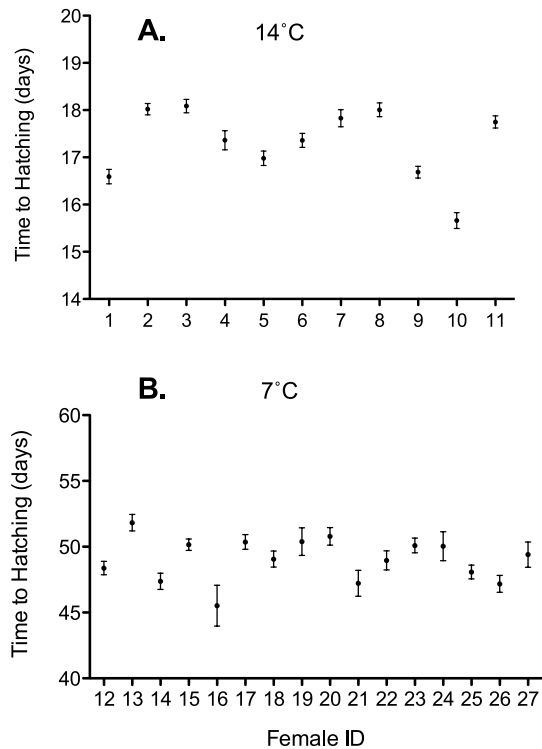 A. 14°C
Time to Hatching (days)
20
19
18
17
16
15
14
1 2 3 4 5 6 7 8 9 10 11
B. 7°C
Time to Hatching (days)
60
55
50
45
40
12 13 14 15 16 17 18 19 20 21 22 23 24 25 26 27
Female ID